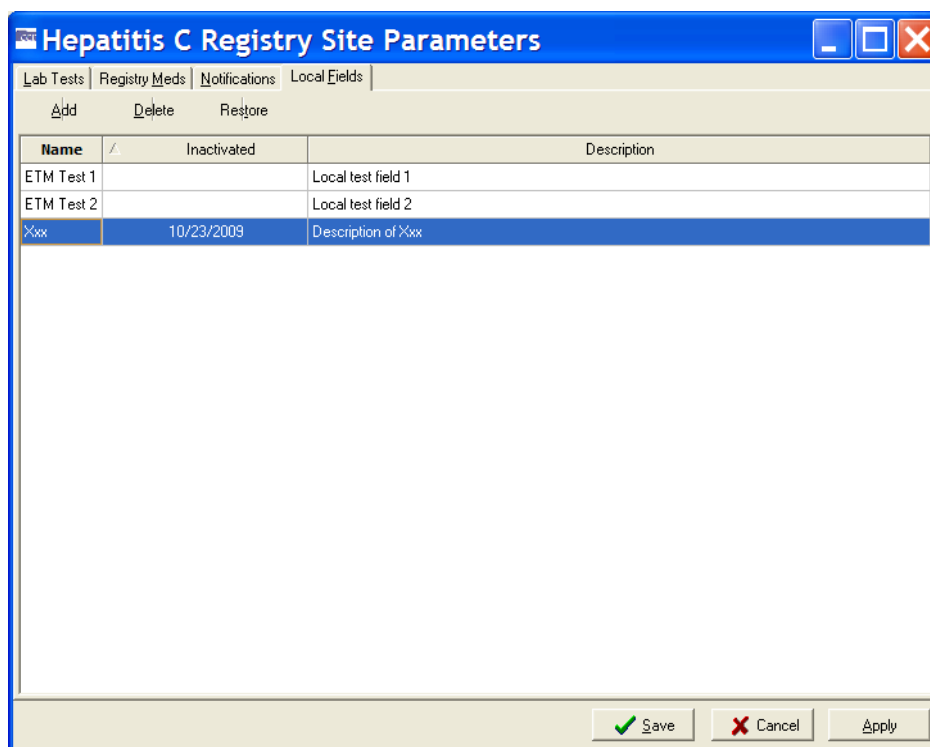 Hepatitis C Registry Site Parameters
Lab Tests Registry Meds Notifications Local Fields
Add Delete Restore
Name Inactivated Description
ETM Test 1 Local test field 1
ETM Test 2 Local test field 2
Xxx 10/23/2009 Description of Xxx
Save Cancel Apply